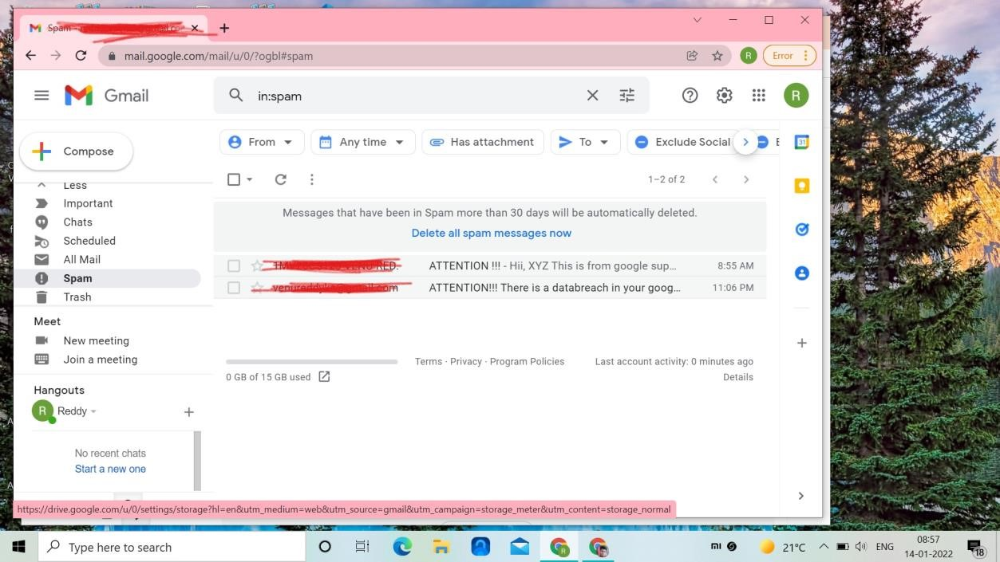 Spam -
mail.google.com/mail/u/0/?ogbl#spam
R
Error
Gmail
in:spam
R
Compose
From
Any time
Has attachment
To
Exclude Social
31
Less
1–2 of 2
Important
Chats
Scheduled
All Mail
Spam
Trash
Messages that have been in Spam more than 30 days will be automatically deleted.
Delete all spam messages now
ATTENTION !!! - Hii, XYZ This is from google sup... 8:55 AM
ATTENTION!!! There is a databreach in your goog... 11:06 PM
Meet
New meeting
Join a meeting
0 GB of 15 GB used
Terms · Privacy · Program Policies
Last account activity: 0 minutes ago
Details
Hangouts
R
Reddy
No recent chats
Start a new one
https://drive.google.com/u/0/settings/storage?hl=en&utm_medium=web&utm_source=gmail&utm_campaign=storage_meter&utm_content=storage_normal
Type here to search
R
21°C
ENG
08:57
14-01-2022
18